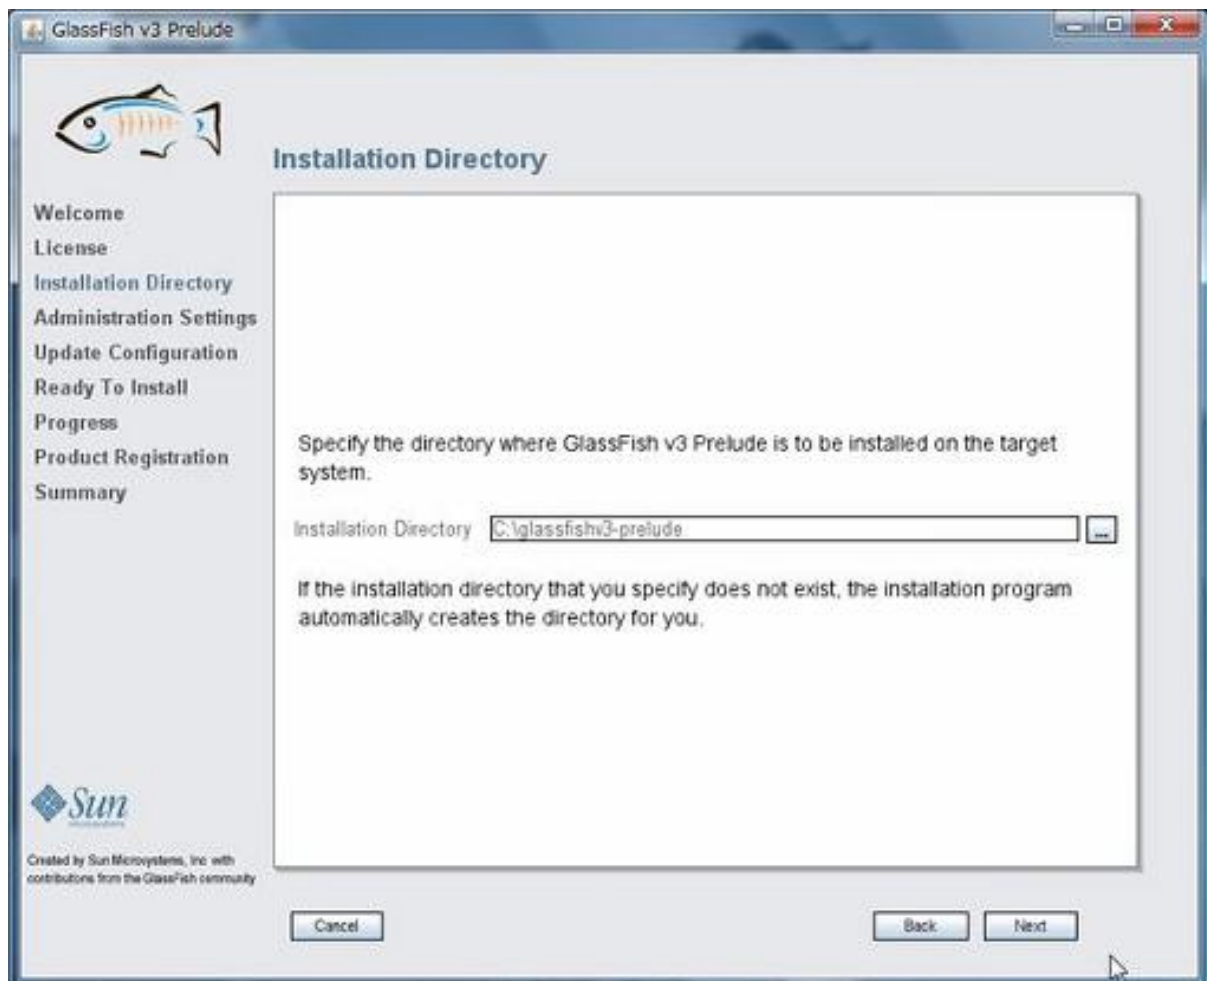 GlassFish v3 Prelude
Installation Directory
Welcome
License
Installation Directory
Administration Settings
Update Configuration
Ready To Install
Progress
Product Registration
Summary
Specify the directory where GlassFish v3 Prelude is to be installed on the target
system.
Installation Directory C:\glassfishv3-prelude ...
If the installation directory that you specify does not exist, the installation program
automatically creates the directory for you.
Sun
microsystems
Created by Sun Microsystems, Inc with
contributions from the GlassFish community
Cancel Back Next